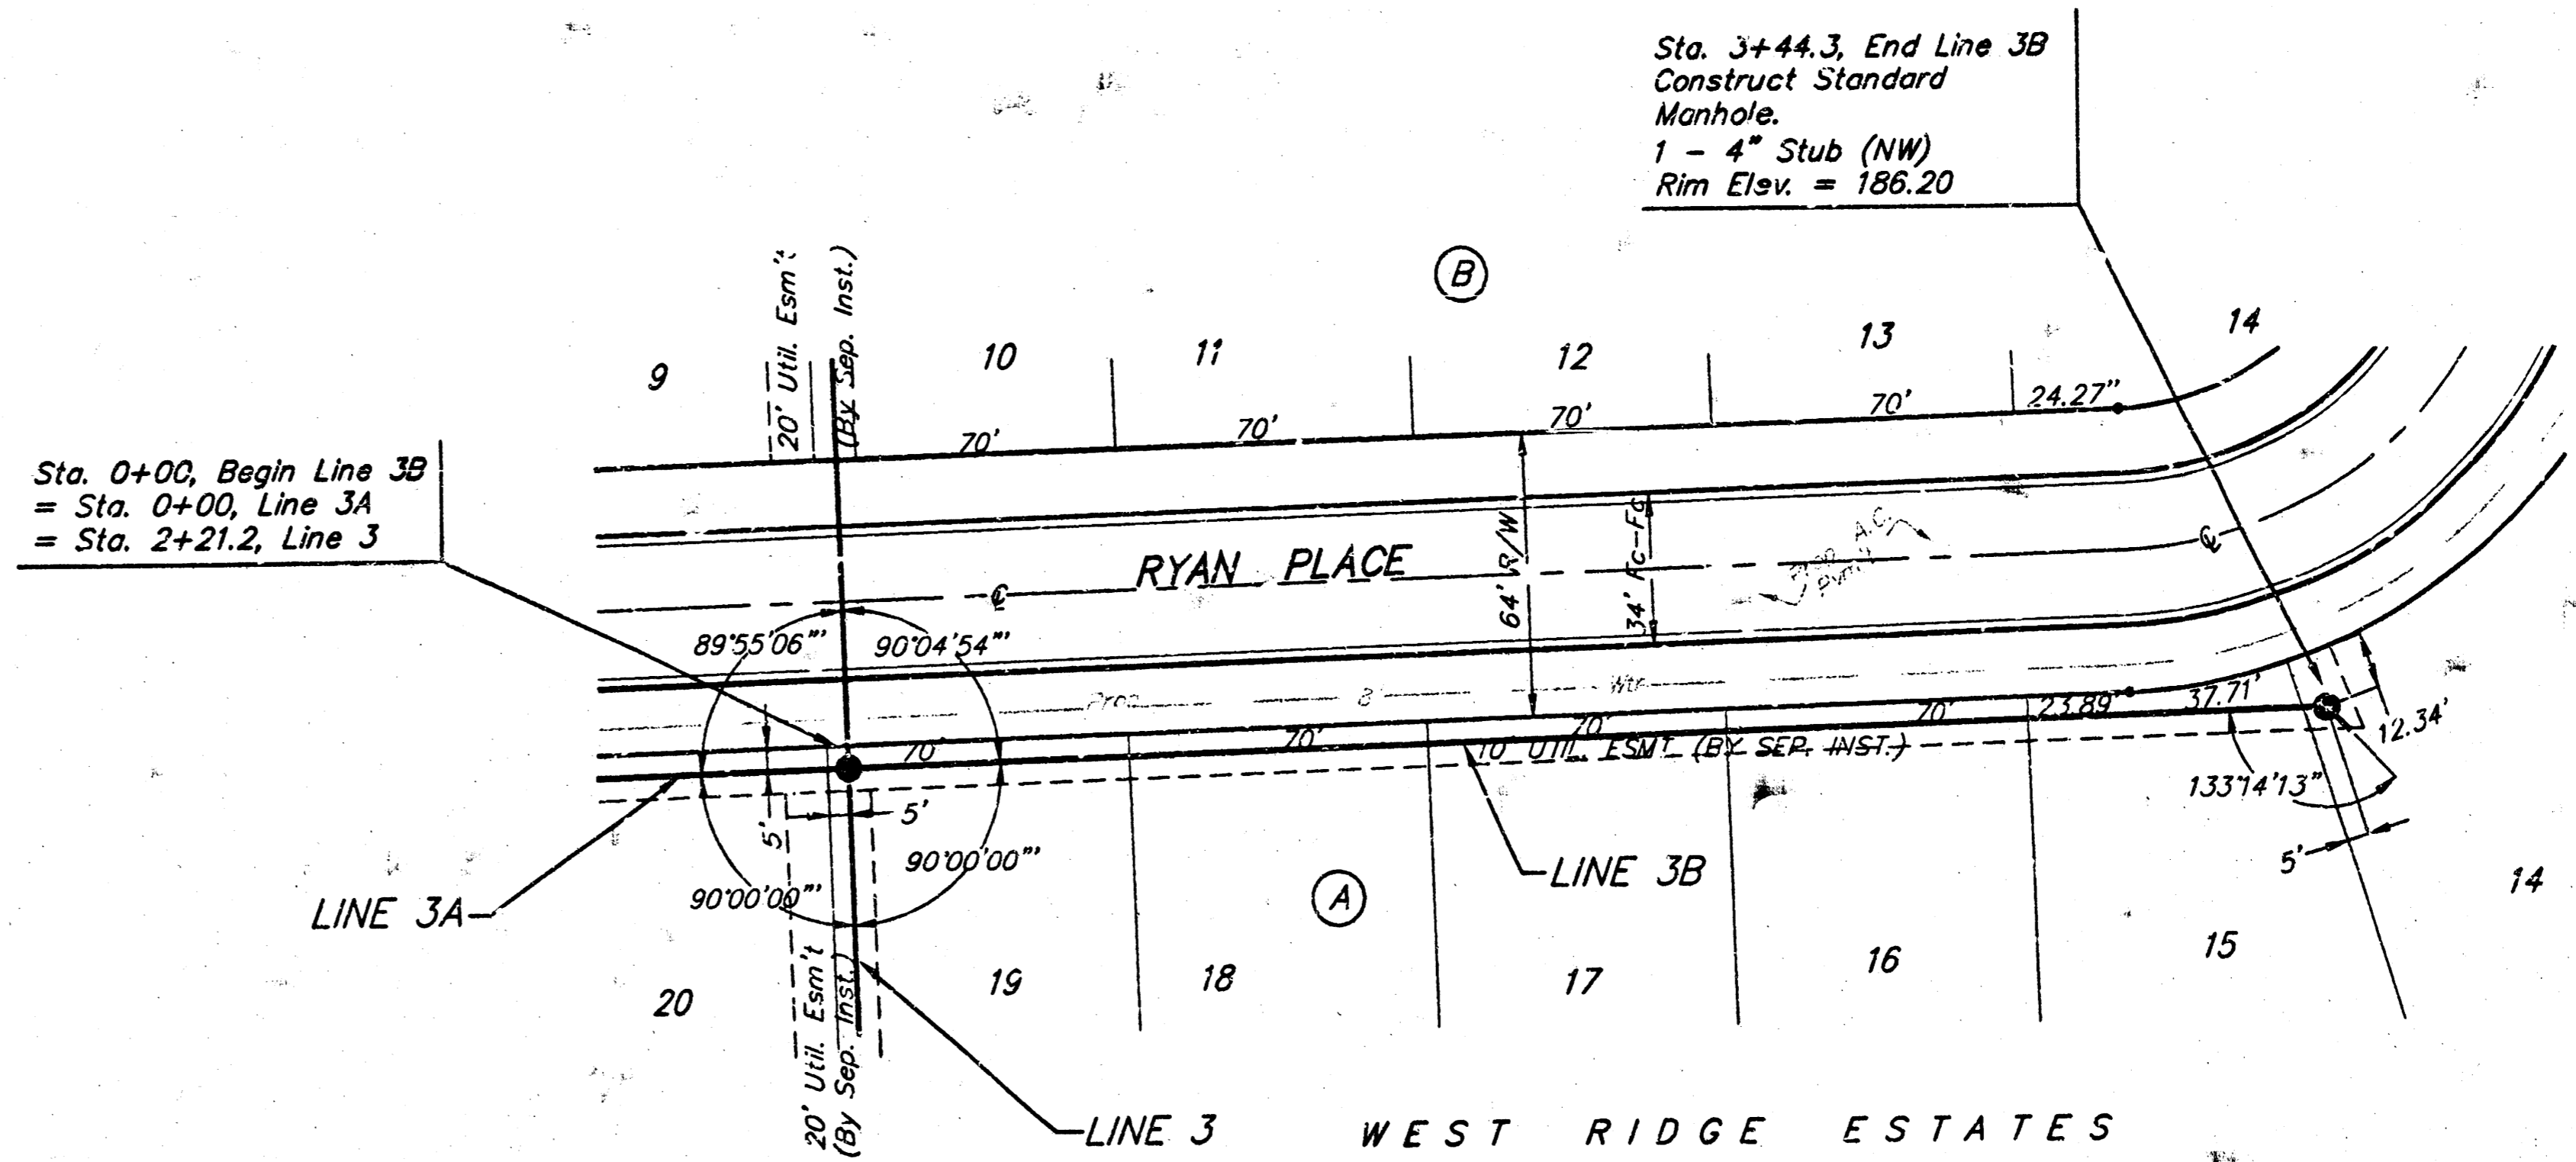 Sta. 3+44.3, End Line 3B
Construct Standard
Manhole.
1 - 4" Stub (NW)
Rim Elev. = 186.20
Sta. 0+00, Begin Line 3B
= Sta. 0+00, Line 3A
= Sta. 2+21.2, Line 3
20' Util. Esm't
(By Sep. Inst.)
B
9
10
11
12
13
14
70'
70'
70'
70'
24.27"
RYAN PLACE
℄
℄
64' R/W
34' Fc-Fc
Prop. A.C.
Pvm't
89°55'06"'
90°04'54"'
Prop 8" Wtr
70'
70'
70'
70'
23.89'
37.71'
12.34'
10' UTIL. ESMT. (BY SEP. INST.)
5'
5'
90°00'00"'
90°00'00"'
133°14'13"
5'
LINE 3A
LINE 3B
A
20
19
18
17
16
15
14
20' Util. Esm't
(By Sep. Inst.)
LINE 3
WEST RIDGE ESTATES